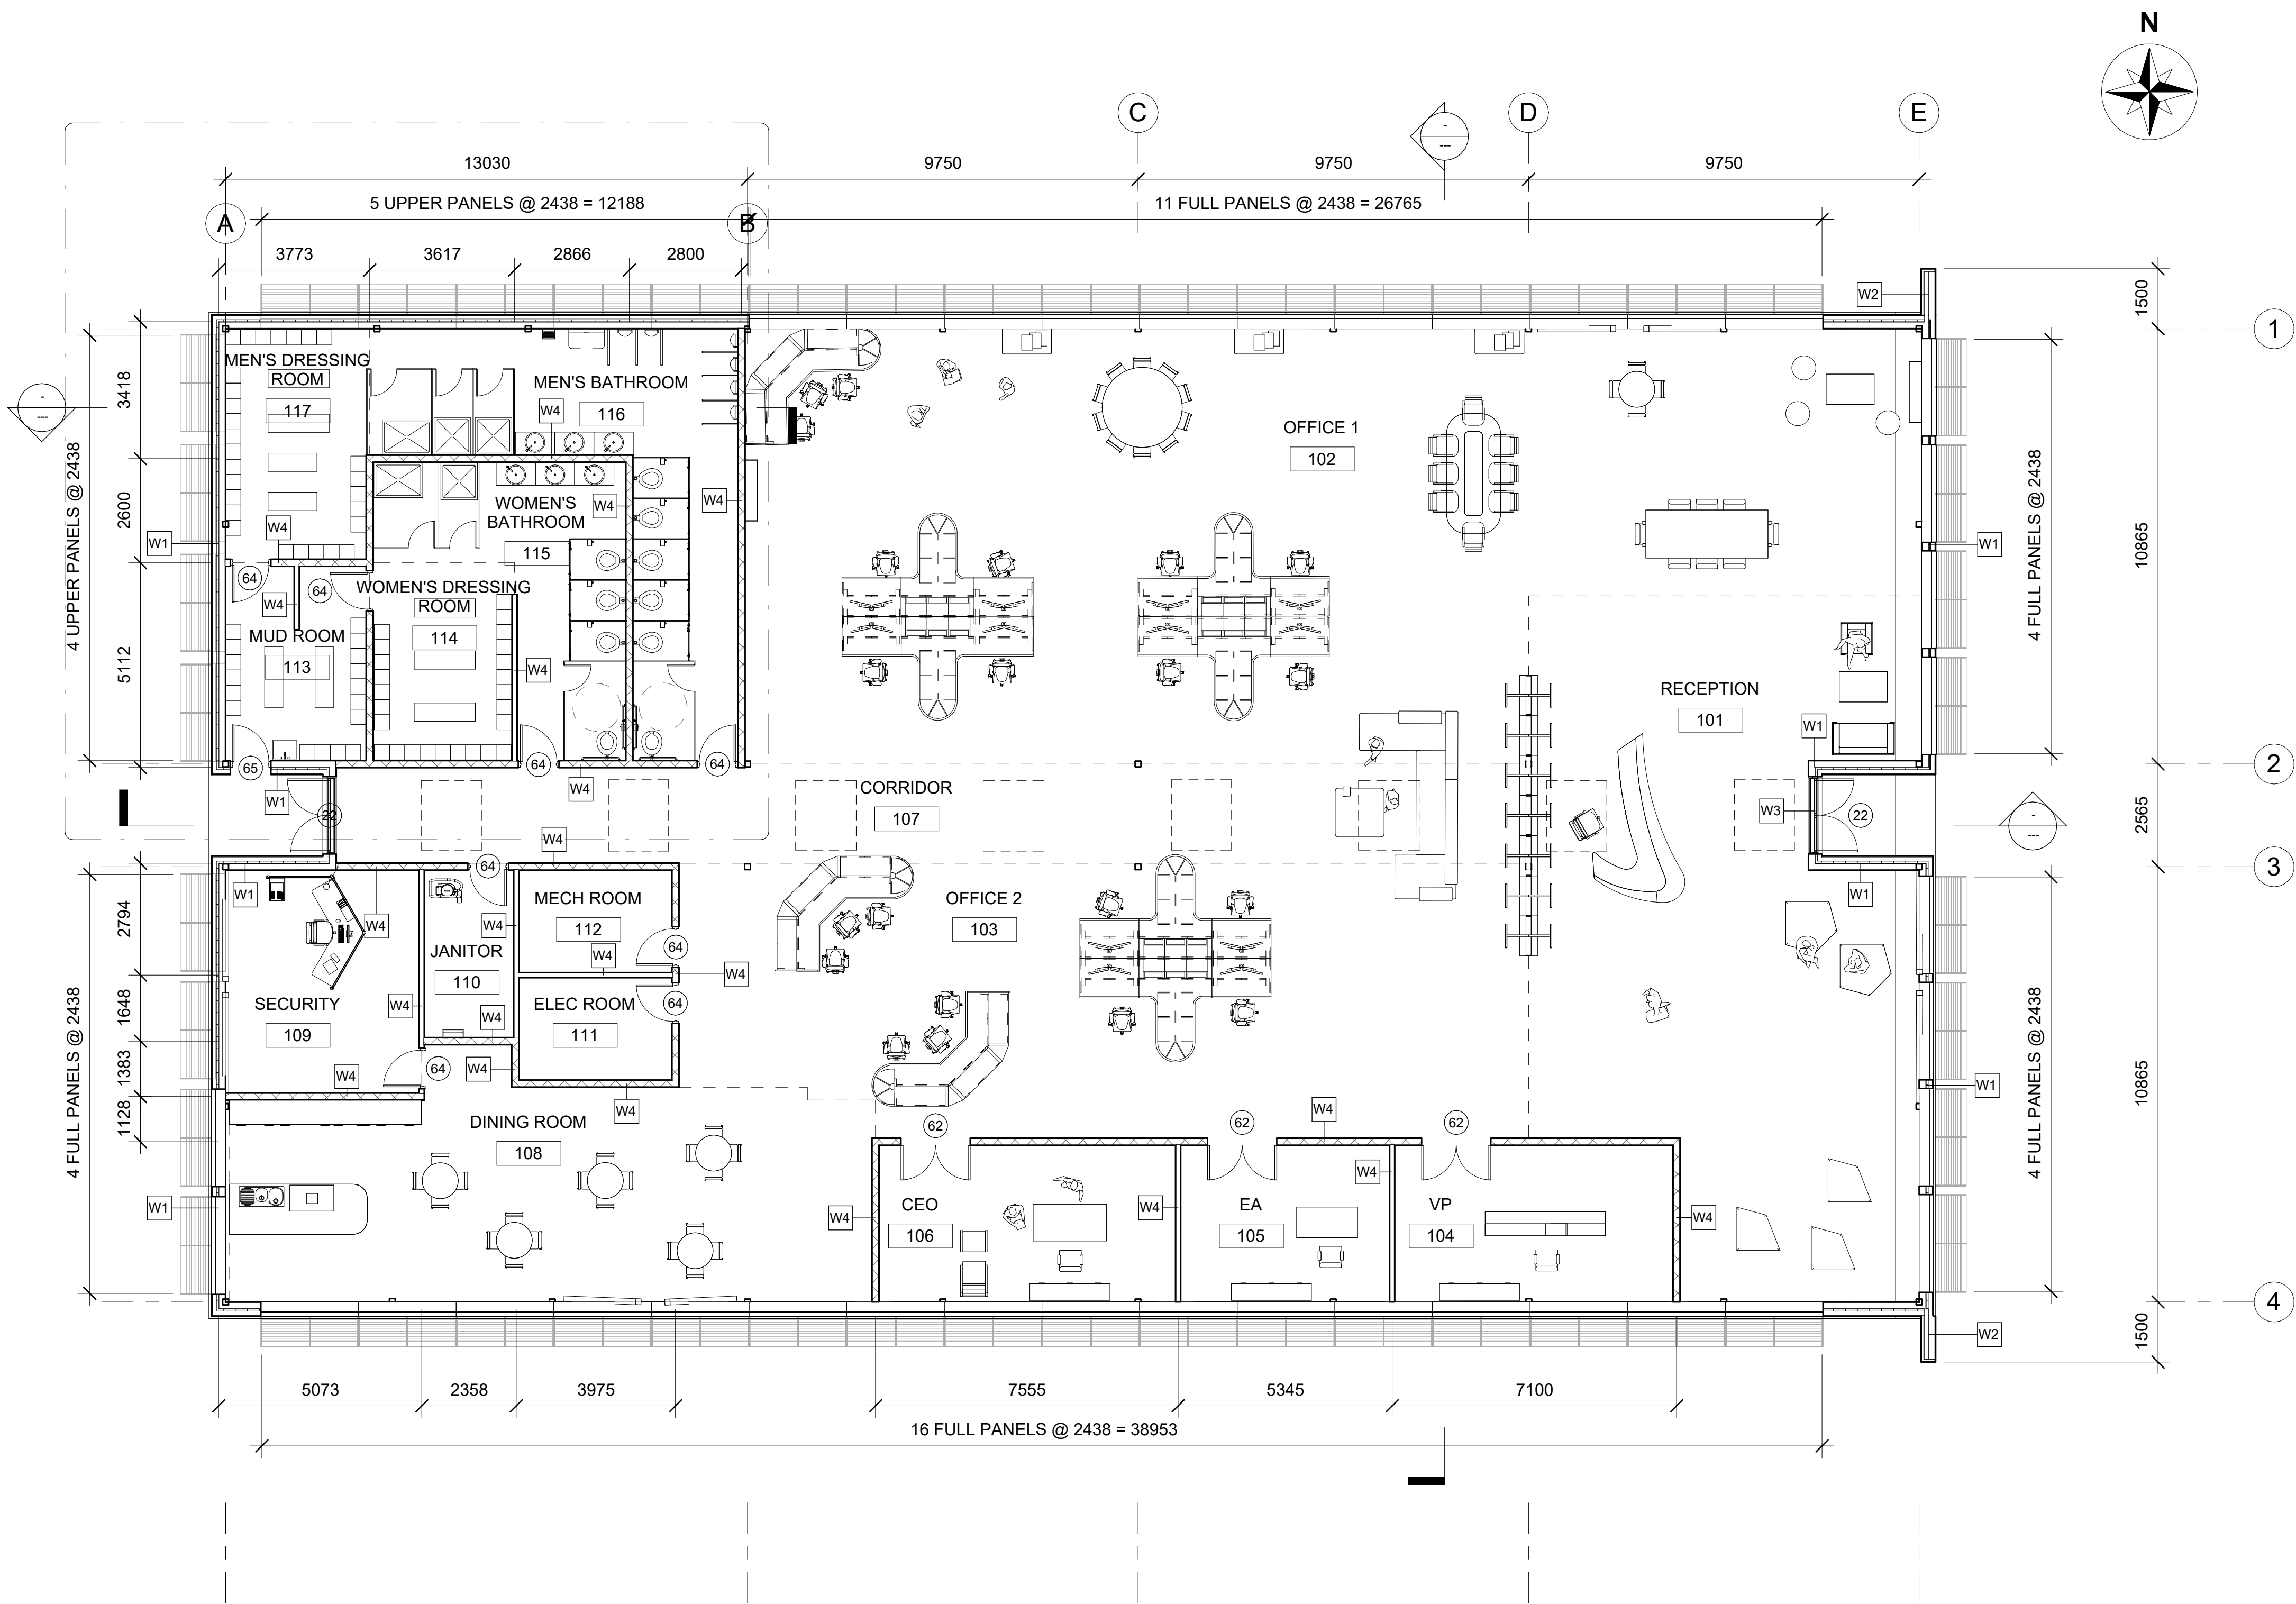 N
C
D
E
13030
9750
9750
9750
-
---
5 UPPER PANELS @ 2438 = 12188
11 FULL PANELS @ 2438 = 26765
A
B
3773
3617
2866
2800
W2
1500
1
MEN'S DRESSING
ROOM
117
MEN'S BATHROOM
116
W4
3418
-
---
OFFICE 1
102
4 UPPER PANELS @ 2438
2600
W1
W4
WOMEN'S
BATHROOM
115
W4
W4
4 FULL PANELS @ 2438
10865
W1
64
64
W4
WOMEN'S DRESSING
ROOM
114
MUD ROOM
113
W4
5112
RECEPTION
101
W1
65
64
64
2
W1
22
W4
CORRIDOR
107
W3
22
-
---
2565
W4
64
3
W1
W4
W4
MECH ROOM
112
W4
64
W4
OFFICE 2
103
W1
2794
JANITOR
110
SECURITY
109
W4
W4
ELEC ROOM
111
64
1648
4 FULL PANELS @ 2438
1383
64
W4
W4
W4
1128
DINING ROOM
108
62
62
W4
62
4 FULL PANELS @ 2438
10865
W1
W1
W4
CEO
106
W4
EA
105
W4
VP
104
W4
4
W2
1500
5073
2358
3975
7555
5345
7100
16 FULL PANELS @ 2438 = 38953